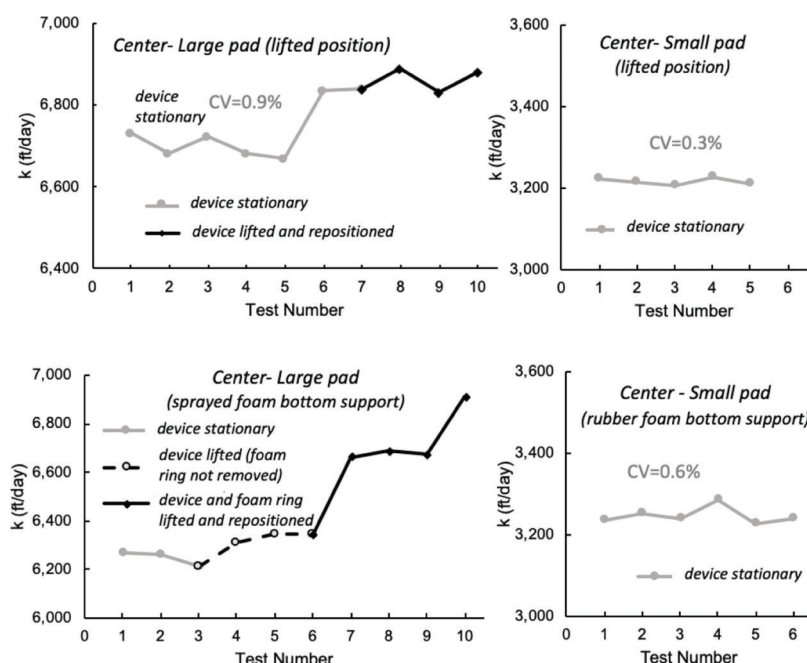 7,000
6,800
6,600
6,400
k (ft/day)
Center- Large pad (lifted position)
device
stationary
CV=0.9%
device stationary
device lifted and repositioned
0 1 2 3 4 5 6 7 8 9 10
Test Number
3,600
3,400
3,200
3,000
k (ft/day)
Center- Small pad
(lifted position)
CV=0.3%
device stationary
0 1 2 3 4 5 6
Test Number
7,000
6,800
6,600
6,400
6,200
6,000
k (ft/day)
Center- Large pad
(sprayed foam bottom support)
device stationary
device lifted (foam
ring not removed)
device and foam ring
lifted and repositioned
0 1 2 3 4 5 6 7 8 9 10
Test Number
3,600
3,400
3,200
3,000
k (ft/day)
Center - Small pad
(rubber foam bottom support)
CV=0.6%
device stationary
0 1 2 3 4 5 6
Test Number